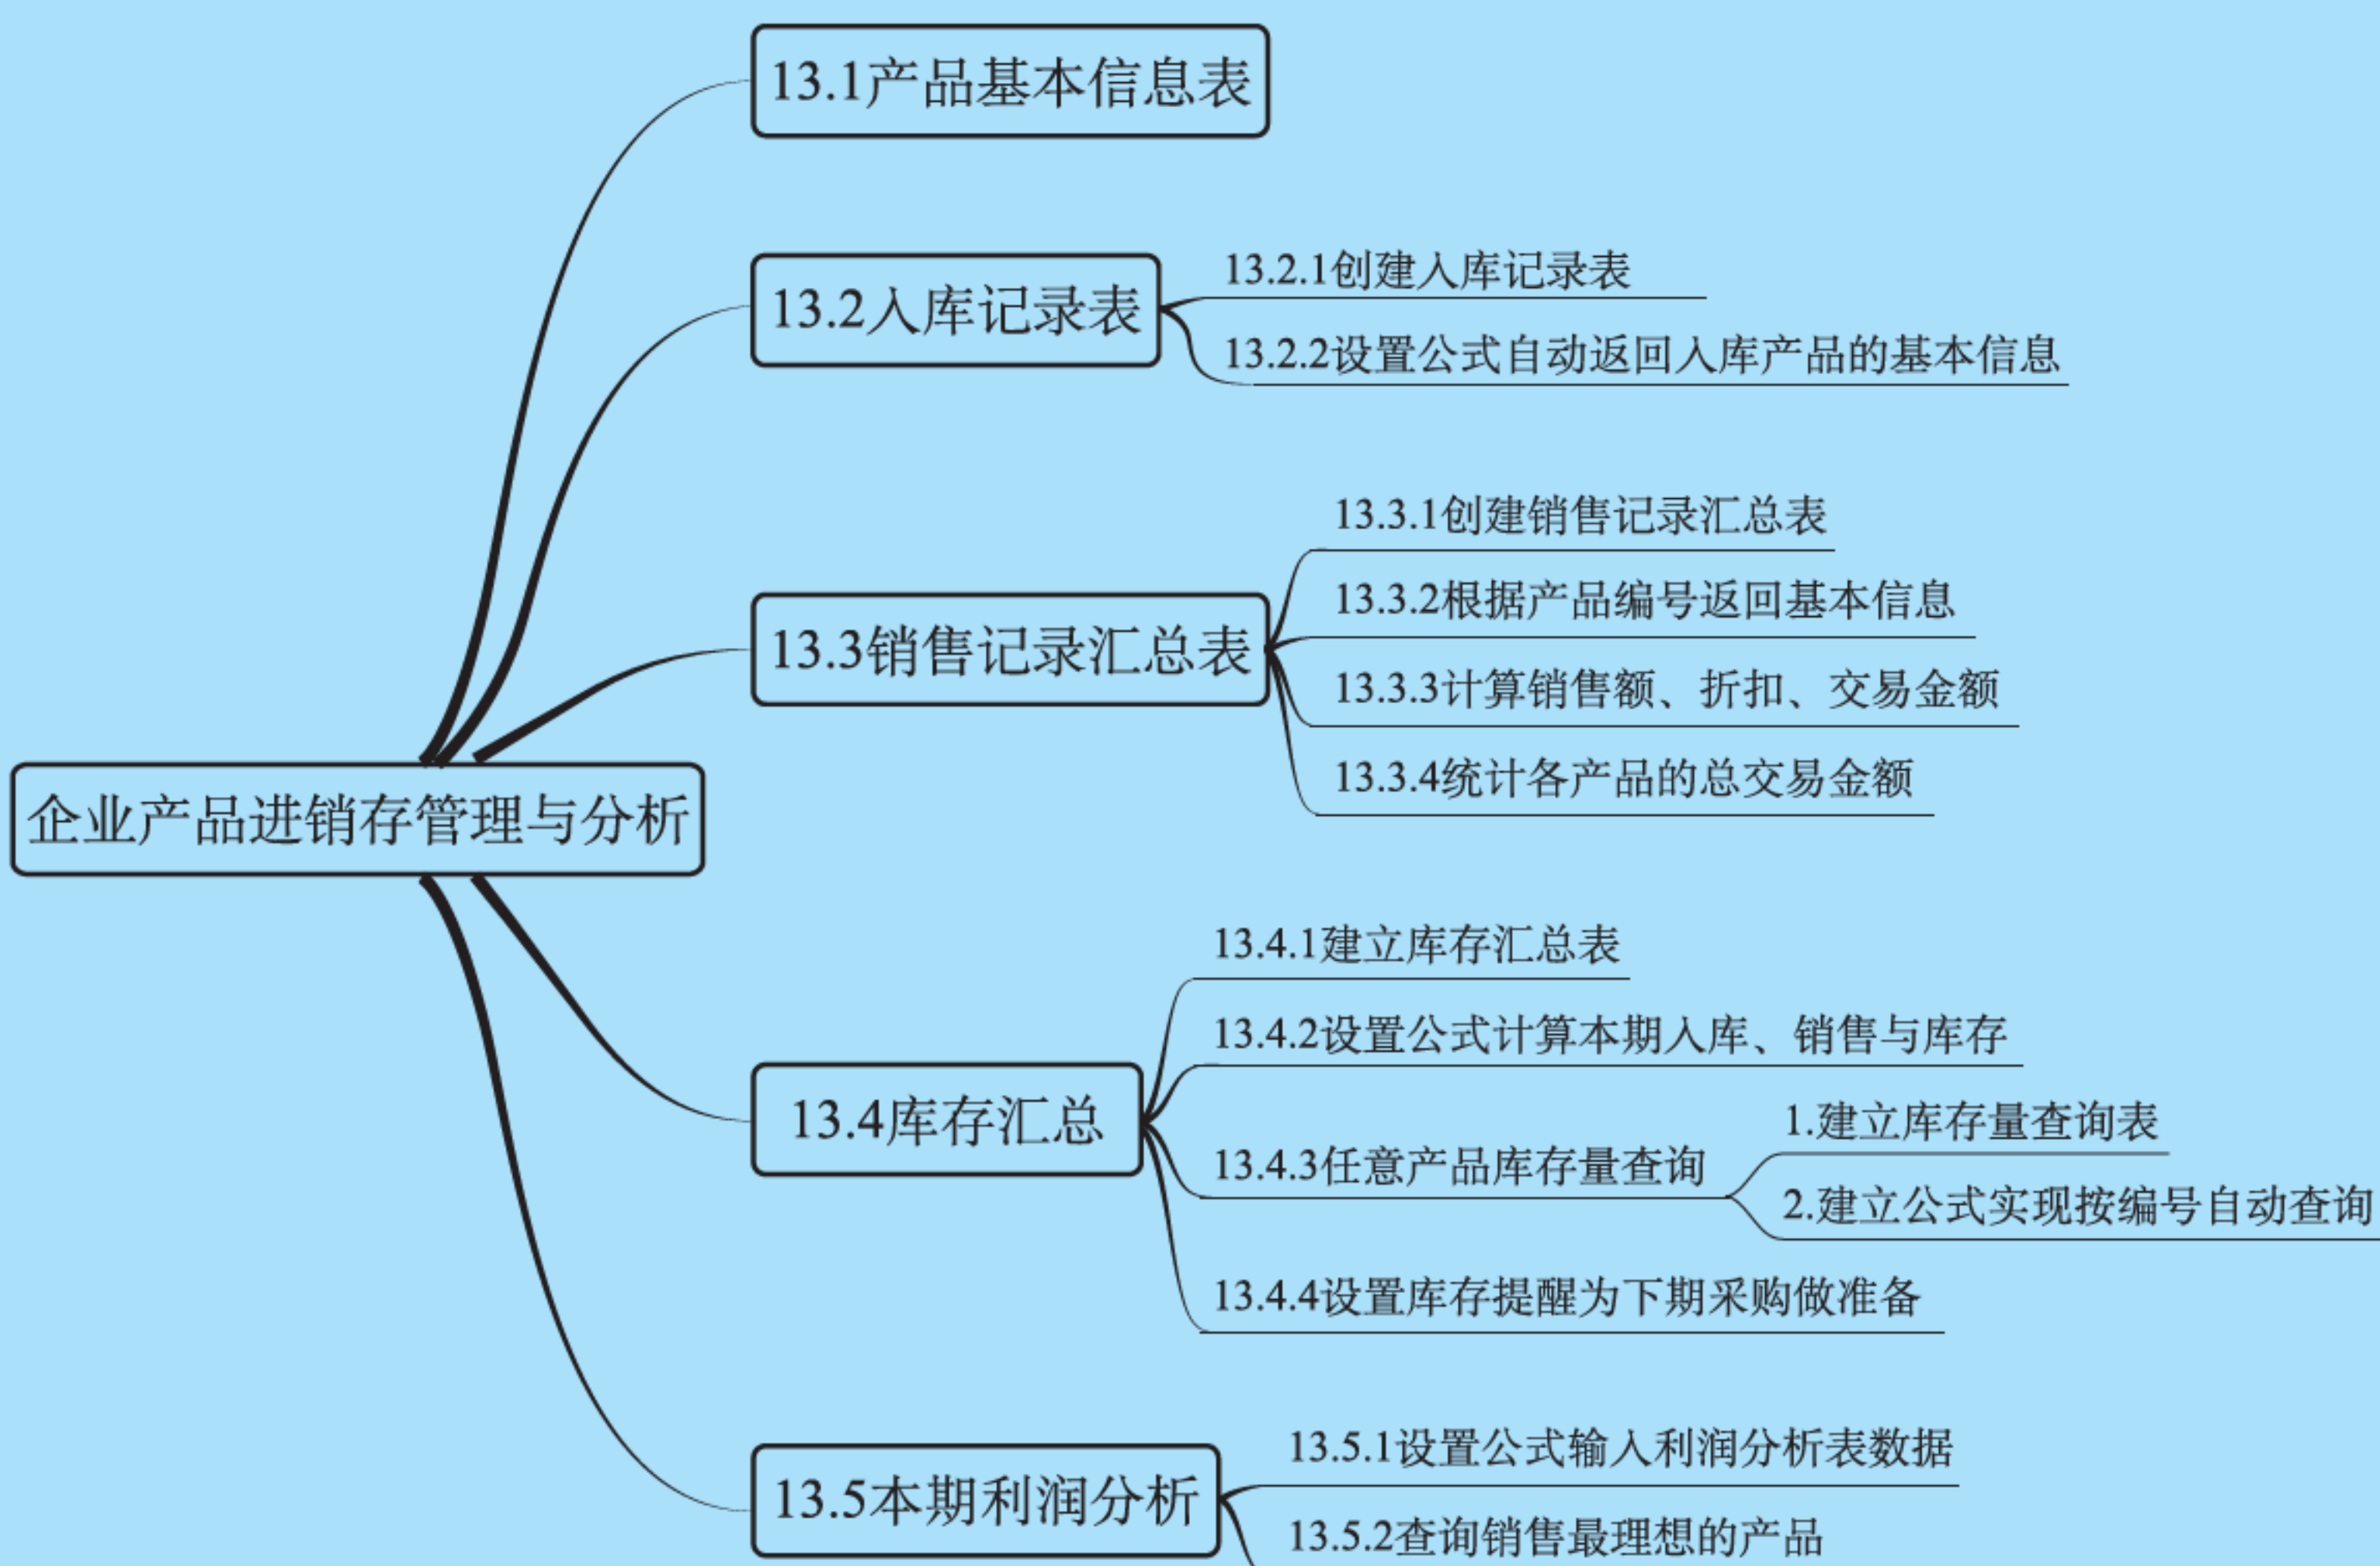 13.1产品基本信息表
13.2入库记录表
13.2.1创建入库记录表
13.2.2设置公式自动返回入库产品的基本信息
13.3销售记录汇总表
13.3.1创建销售记录汇总表
13.3.2根据产品编号返回基本信息
13.3.3计算销售额、折扣、交易金额
13.3.4统计各产品的总交易金额
企业产品进销存管理与分析
13.4库存汇总
13.4.1建立库存汇总表
13.4.2设置公式计算本期入库、销售与库存
13.4.3任意产品库存量查询
1.建立库存量查询表
2.建立公式实现按编号自动查询
13.4.4设置库存提醒为下期采购做准备
13.5本期利润分析
13.5.1设置公式输入利润分析表数据
13.5.2查询销售最理想的产品